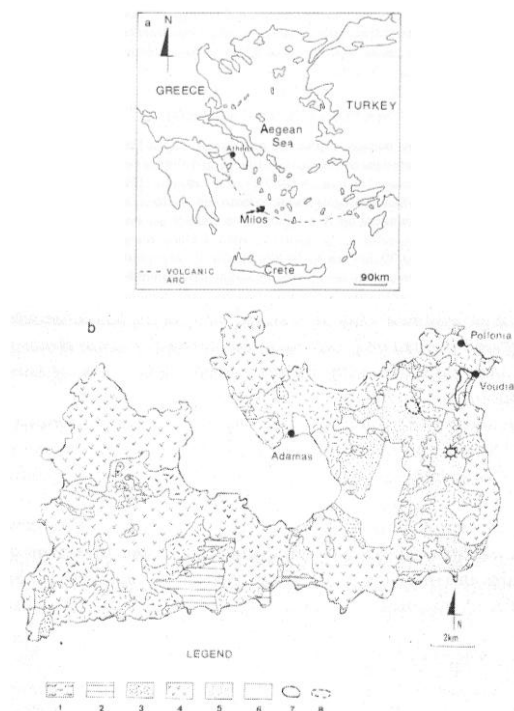 a
N
GREECE
TURKEY
Aegean
Sea
Athens
Milos
VOLCANIC
ARC
Crete
90km
b
Pollonia
Voudia
Adamas
N
2km
LEGEND
1 2 3 4 5 6 7 8